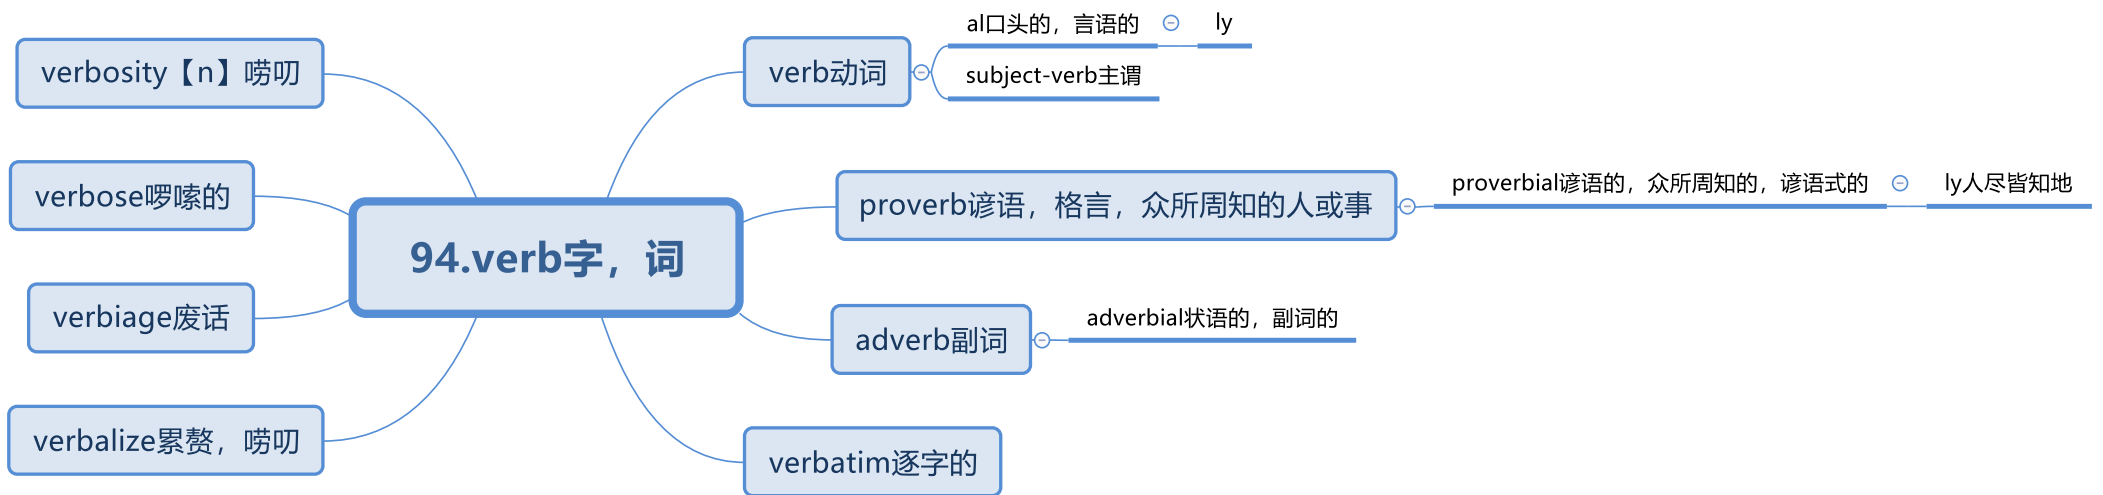 94.verb字，词
verb动词
al口头的，言语的
ly
subject-verb主谓
proverb谚语，格言，众所周知的人或事
proverbial谚语的，众所周知的，谚语式的
ly人尽皆知地
adverb副词
adverbial状语的，副词的
verbatim逐字的
verbosity【n】唠叨
verbose啰嗦的
verbiage废话
verbalize累赘，唠叨